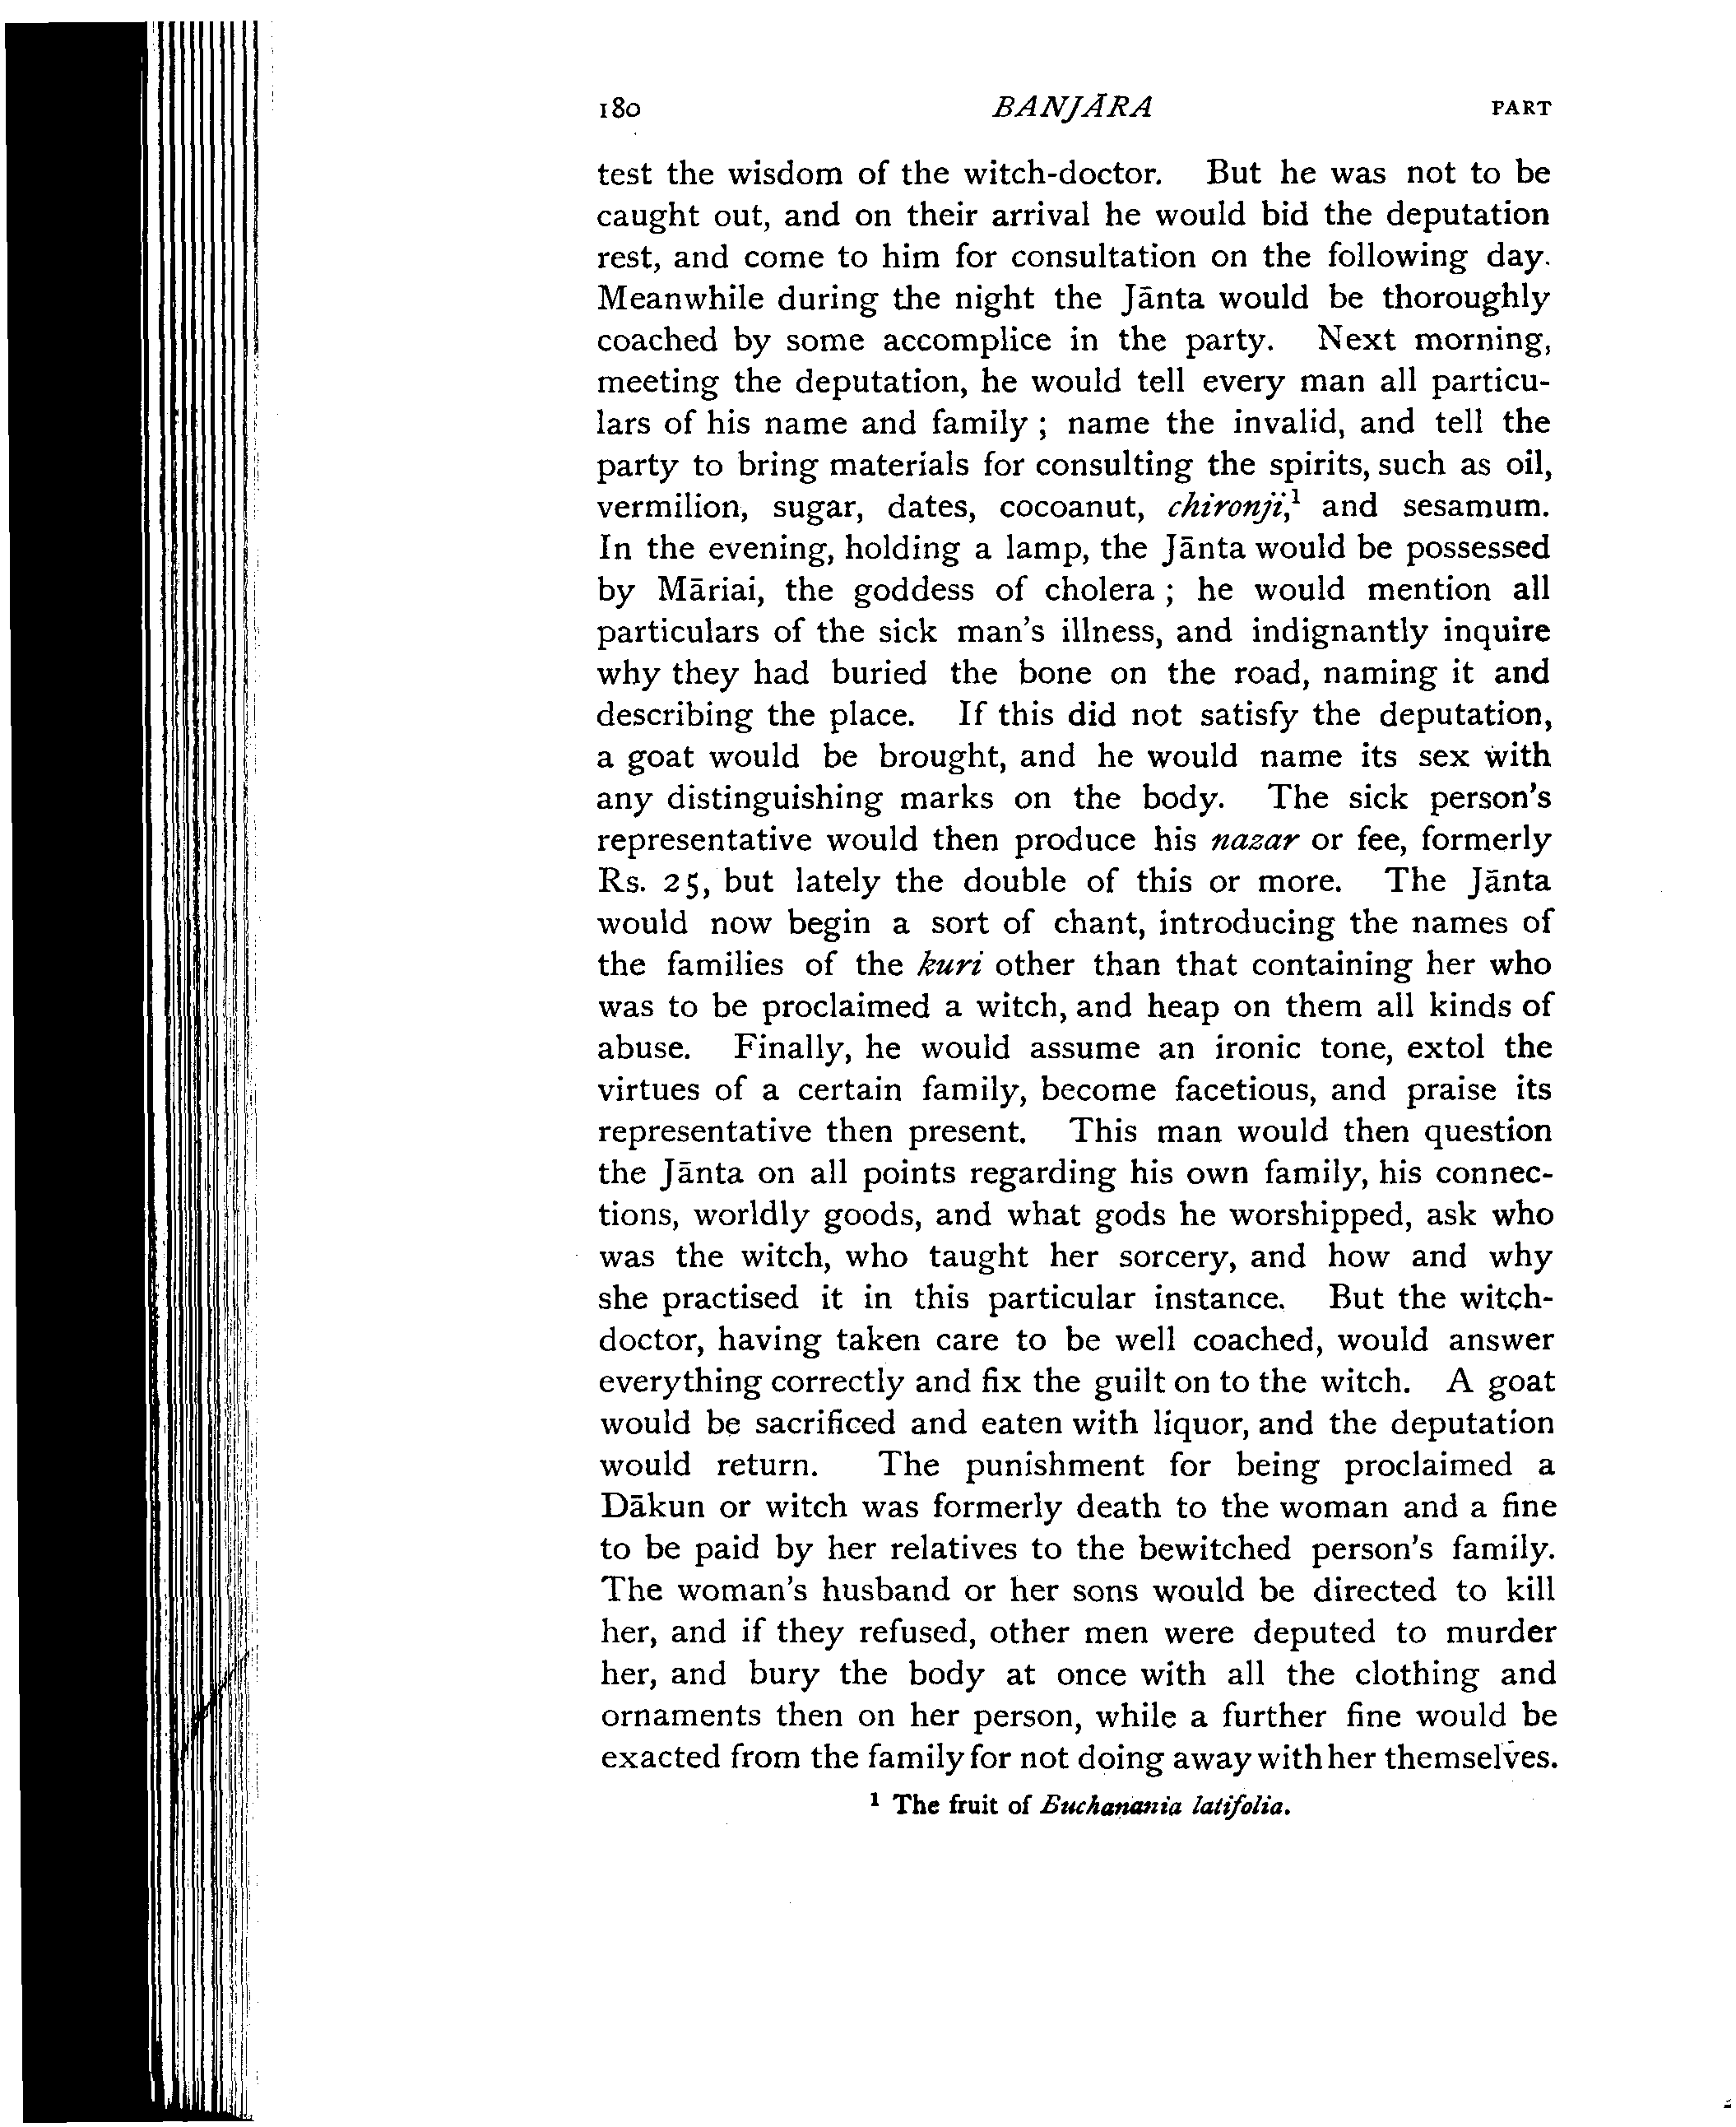 180 BANJĀRA PART
test the wisdom of the witch-doctor. But he was not to be
caught out, and on their arrival he would bid the deputation
rest, and come to him for consultation on the following day.
Meanwhile during the night the Jānta would be thoroughly
coached by some accomplice in the party. Next morning,
meeting the deputation, he would tell every man all particu-
lars of his name and family ; name the invalid, and tell the
party to bring materials for consulting the spirits, such as oil,
vermilion, sugar, dates, cocoanut, chironji,¹ and sesamum.
In the evening, holding a lamp, the Jānta would be possessed
by Māriai, the goddess of cholera ; he would mention all
particulars of the sick man's illness, and indignantly inquire
why they had buried the bone on the road, naming it and
describing the place. If this did not satisfy the deputation,
a goat would be brought, and he would name its sex with
any distinguishing marks on the body. The sick person's
representative would then produce his nazar or fee, formerly
Rs. 25, but lately the double of this or more. The Jānta
would now begin a sort of chant, introducing the names of
the families of the kuri other than that containing her who
was to be proclaimed a witch, and heap on them all kinds of
abuse. Finally, he would assume an ironic tone, extol the
virtues of a certain family, become facetious, and praise its
representative then present. This man would then question
the Jānta on all points regarding his own family, his connec-
tions, worldly goods, and what gods he worshipped, ask who
was the witch, who taught her sorcery, and how and why
she practised it in this particular instance. But the witch-
doctor, having taken care to be well coached, would answer
everything correctly and fix the guilt on to the witch. A goat
would be sacrificed and eaten with liquor, and the deputation
would return. The punishment for being proclaimed a
Dākun or witch was formerly death to the woman and a fine
to be paid by her relatives to the bewitched person's family.
The woman's husband or her sons would be directed to kill
her, and if they refused, other men were deputed to murder
her, and bury the body at once with all the clothing and
ornaments then on her person, while a further fine would be
exacted from the family for not doing away with her themselves.
¹ The fruit of Buchanania latifolia.